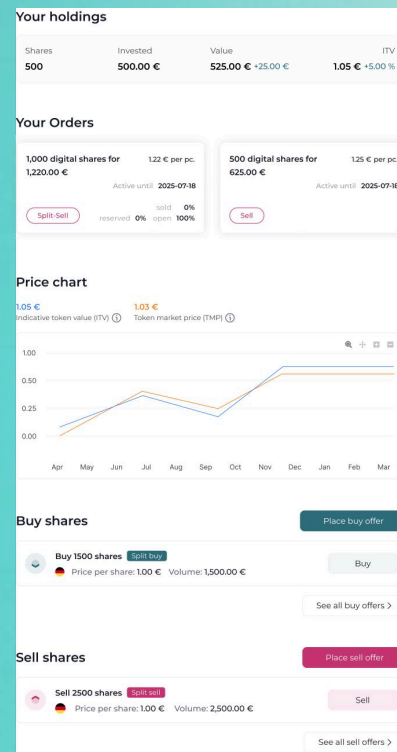 Your holdings
Shares Invested Value ITV
500 500.00 € 525.00 € +25.00 € 1.05 € +5.00 %
Your Orders
1,000 digital shares for 1.22 € per pc.
1,220.00 €
Active until 2025-07-18
sold 0%
Split-Sell reserved 0% open 100%
500 digital shares for 1.25 € per pc.
625.00 €
Active until 2025-07-18
Sell
Price chart
1.05 € 1.03 €
Indicative token value (ITV) Token market price (TMP)
1.00
0.50
0.25
0.00
Apr May Jun Jul Aug Sep Oct Nov Dec Jan Feb Mar
Buy shares Place buy offer
Buy 1500 shares Split buy
Price per share: 1.00 € Volume: 1,500.00 €
Buy
See all buy offers >
Sell shares Place sell offer
Sell 2500 shares Split sell
Price per share: 1.00 € Volume: 2,500.00 €
Sell
See all sell offers >